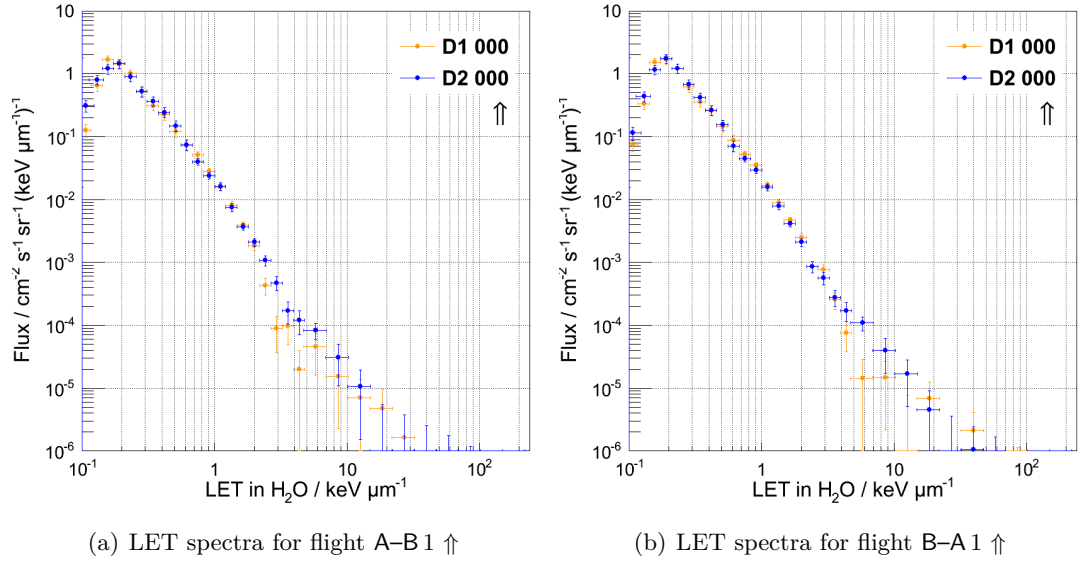 10
1
10⁻¹
10⁻²
10⁻³
10⁻⁴
10⁻⁵
10⁻⁶
Flux / cm⁻² s⁻¹ sr⁻¹ (keV μm⁻¹)⁻¹
D1 000
D2 000
⇑
10⁻¹ 1 10 10²
LET in H₂O / keV μm⁻¹
(a) LET spectra for flight A–B 1 ⇑
10
1
10⁻¹
10⁻²
10⁻³
10⁻⁴
10⁻⁵
10⁻⁶
Flux / cm⁻² s⁻¹ sr⁻¹ (keV μm⁻¹)⁻¹
D1 000
D2 000
⇑
10⁻¹ 1 10 10²
LET in H₂O / keV μm⁻¹
(b) LET spectra for flight B–A 1 ⇑